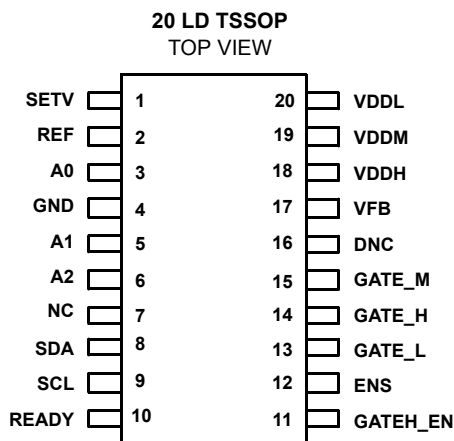 20 LD TSSOP
TOP VIEW
SETV 1 20 VDDL
REF 2 19 VDDM
A0 3 18 VDDH
GND 4 17 VFB
A1 5 16 DNC
A2 6 15 GATE_M
NC 7 14 GATE_H
SDA 8 13 GATE_L
SCL 9 12 ENS
READY 10 11 GATEH_EN